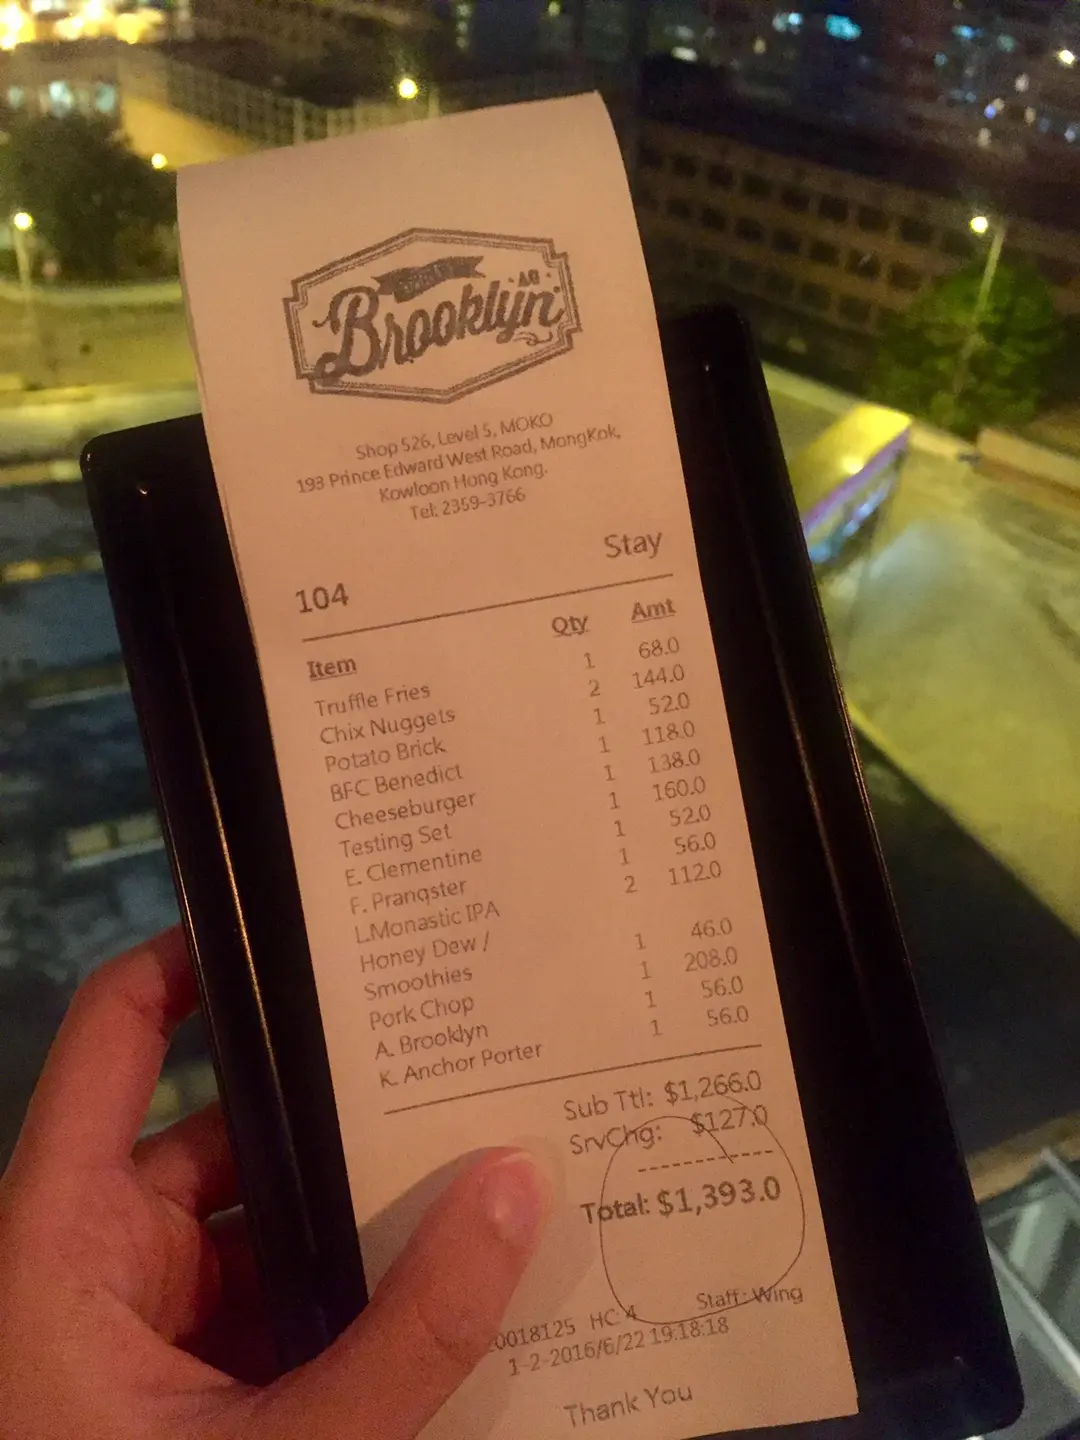 Brooklyn
Shop 526, Level 5, MOKO
193 Prince Edward West Road, MongKok,
Kowloon Hong Kong.
Tel: 2359-3766
Stay
104
Item Qty Amt
Truffle Fries 1 68.0
Chix Nuggets 2 144.0
Potato Brick 1 52.0
BFC Benedict 1 118.0
Cheeseburger 1 138.0
Testing Set 1 160.0
E. Clementine 1 52.0
F. Pranqster 1 56.0
I.Monastic IPA 2 112.0
Honey Dew /
Smoothies 1 46.0
Pork Chop 1 208.0
A. Brooklyn 1 56.0
K. Anchor Porter 1 56.0
Sub Ttl: $1,266.0
SrvChg: $127.0
Total: $1,393.0
0018125 HC: 4 Staff: Wing
1-2-2016/6/22 19:18:18
Thank You